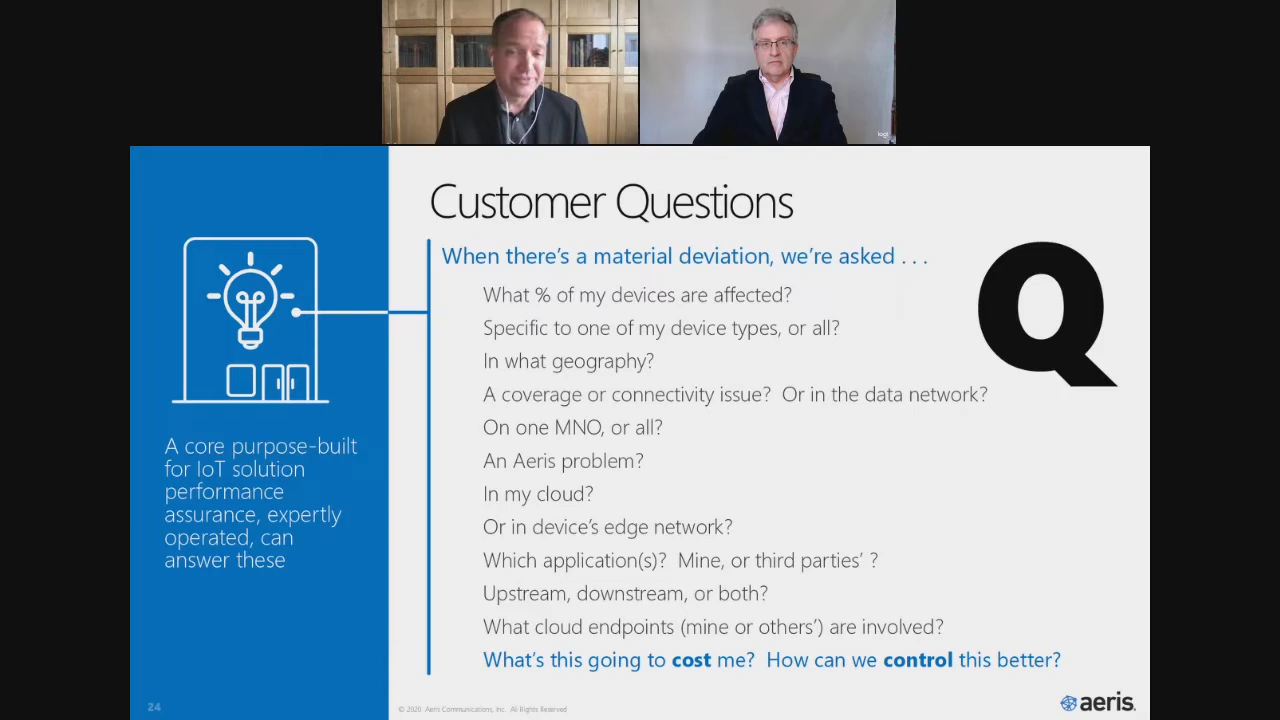 logi
Customer Questions
When there's a material deviation, we're asked . . .
What % of my devices are affected?
Specific to one of my device types, or all?
In what geography?
A coverage or connectivity issue?  Or in the data network?
On one MNO, or all?
An Aeris problem?
In my cloud?
Or in device's edge network?
Which application(s)?  Mine, or third parties' ?
Upstream, downstream, or both?
What cloud endpoints (mine or others') are involved?
What's this going to cost me?  How can we control this better?
Q
A core purpose-built
for IoT solution
performance
assurance, expertly
operated, can
answer these
24
© 2020  Aeris Communications, Inc.  All Rights Reserved
aeris.